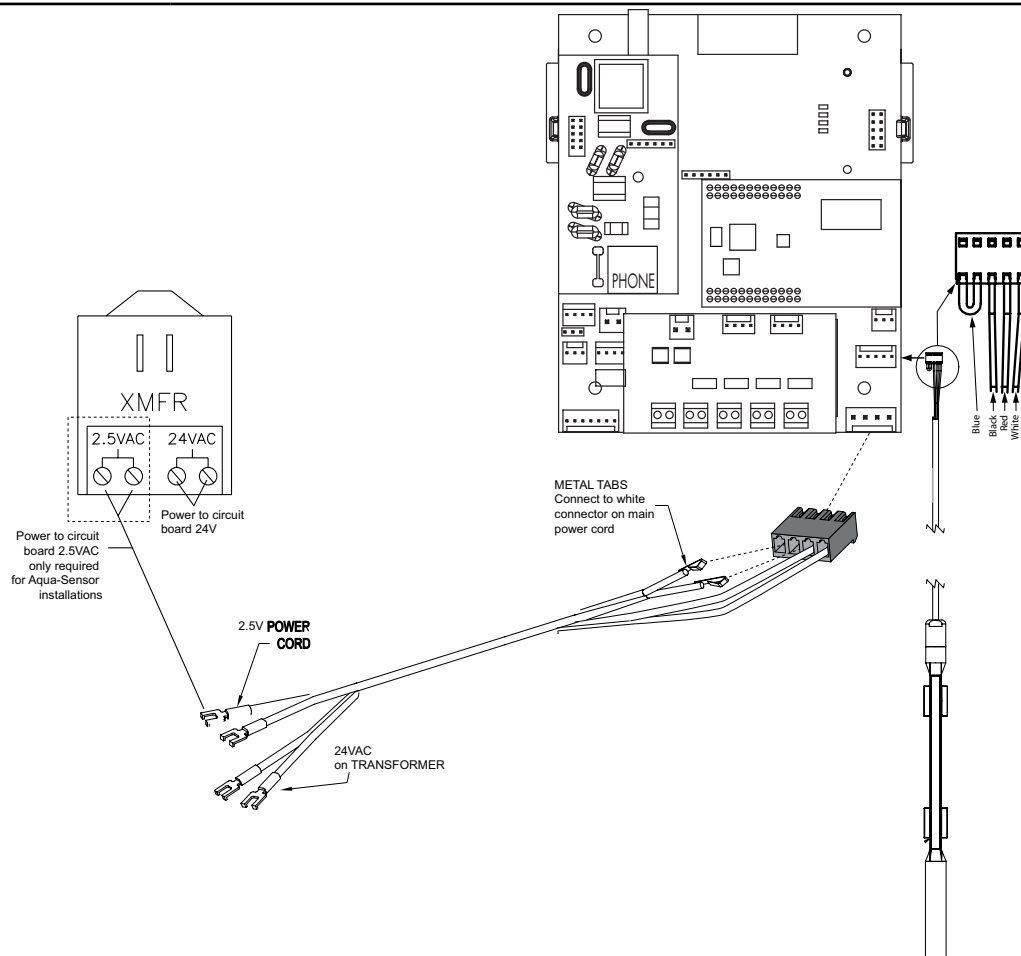 PHONE
XMFR
2.5VAC
24VAC
Power to circuit
board 24V
Power to circuit
board 2.5VAC
only required
for Aqua-Sensor
installations
METAL TABS
Connect to white
connector on main
power cord
Blue
Black
Red
White
2.5V POWER
CORD
24VAC
on TRANSFORMER